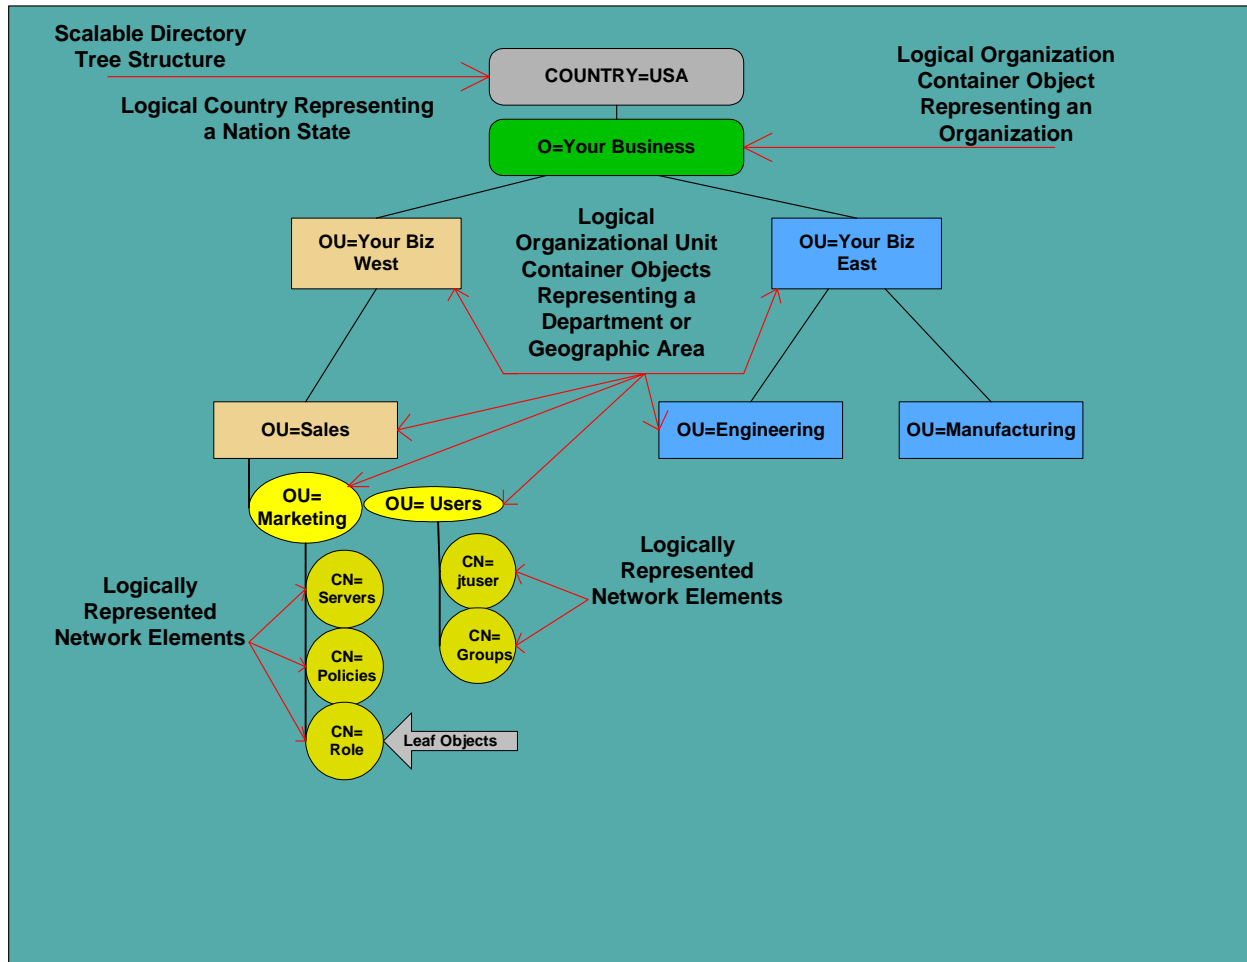 Scalable Directory
Tree Structure
COUNTRY=USA
Logical Organization
Container Object
Representing an
Organization
Logical Country Representing
a Nation State
O=Your Business
OU=Your Biz
West
Logical
Organizational Unit
Container Objects
Representing a
Department or
Geographic Area
OU=Your Biz
East
OU=Sales
OU=Engineering
OU=Manufacturing
OU=
Marketing
OU= Users
Logically
Represented
Network Elements
CN=
Servers
CN=
Policies
CN=
Role
Leaf Objects
CN=
jtuser
CN=
Groups
Logically
Represented
Network Elements